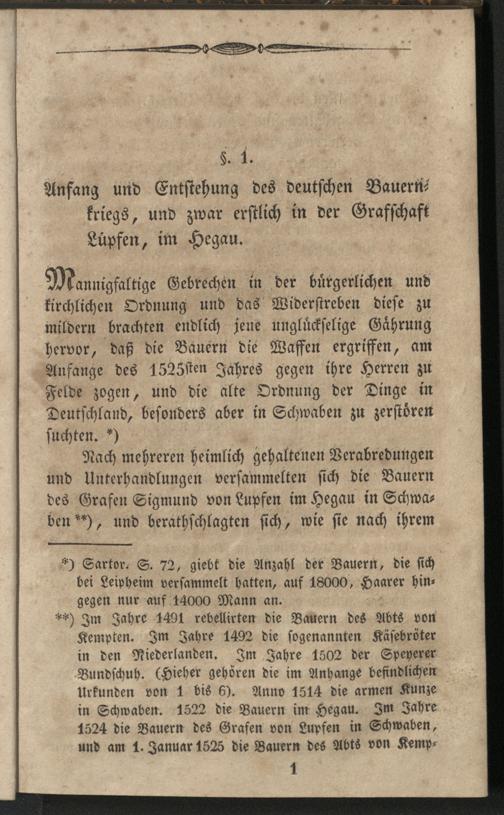 §. 1.
Anfang und Entstehung des deutschen Bauern-
kriegs, und zwar erstlich in der Grafschaft
Lüpfen, im Hegau.
Mannigfaltige Gebrechen in der bürgerlichen und
kirchlichen Ordnung und das Widerstreben diese zu
mildern brachten endlich jene unglückselige Gährung
hervor, daß die Bauern die Waffen ergriffen, am
Anfange des 1525sten Jahres gegen ihre Herren zu
Felde zogen, und die alte Ordnung der Dinge in
Deutschland, besonders aber in Schwaben zu zerstören
suchten. *)
Nach mehreren heimlich gehaltenen Verabredungen
und Unterhandlungen versammelten sich die Bauern
des Grafen Sigmund von Lupfen im Hegau in Schwa-
ben **), und berathschlagten sich, wie sie nach ihrem
*) Sartor. S. 72, giebt die Anzahl der Bauern, die sich
bei Leipheim versammelt hatten, auf 18000, Haarer hin-
gegen nur auf 14000 Mann an.
**) Im Jahre 1491 rebellirten die Bauern des Abts von
Kempten. Im Jahre 1492 die sogenannten Käsebröter
in den Niederlanden. Im Jahre 1502 der Speyerer
Bundschuh. (Hieher gehören die im Anhange befindlichen
Urkunden von 1 bis 6). Anno 1514 die armen Kunze
in Schwaben. 1522 die Bauern im Hegau. Im Jahre
1524 die Bauern des Grafen von Lupfen in Schwaben,
und am 1. Januar 1525 die Bauern des Abts von Kemp-
1